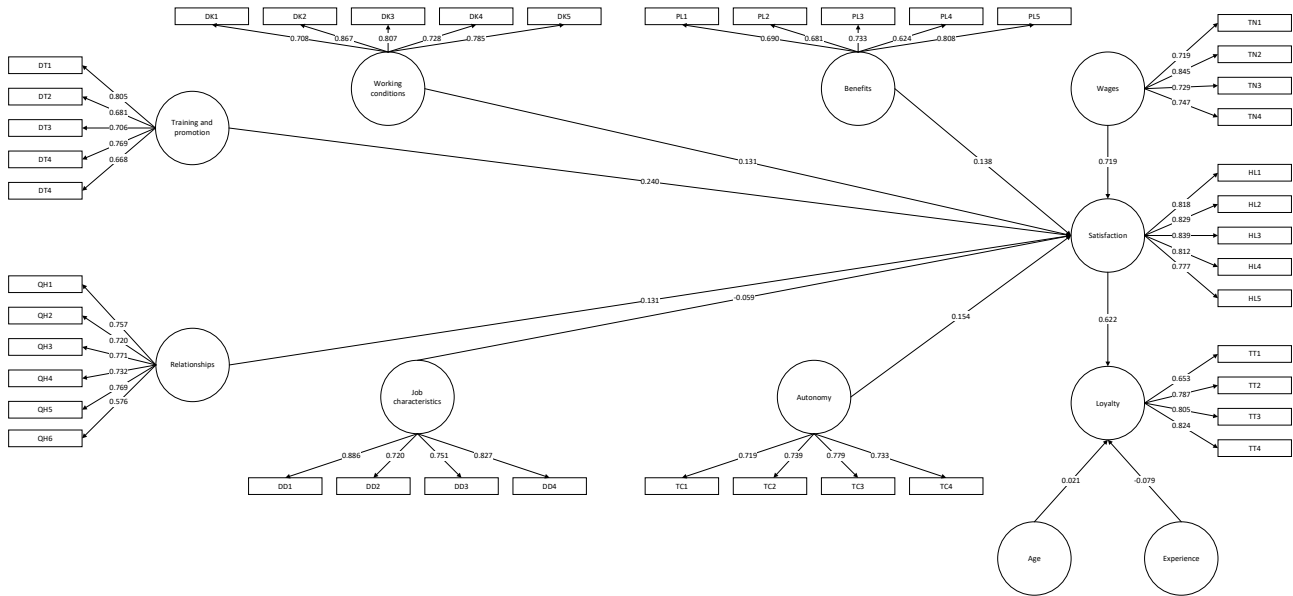 DK1
DK2
DK3
DK4
DK5
0.708
0.867
0.807
0.728
0.785
Working
conditions
PL1
PL2
PL3
PL4
PL5
0.690
0.681
0.733
0.624
0.808
Benefits
TN1
TN2
TN3
TN4
0.719
0.845
0.729
0.747
Wages
DT1
DT2
DT3
DT4
DT4
0.805
0.681
0.706
0.769
0.668
Training and
promotion
0.131
0.240
0.138
0.719
HL1
HL2
HL3
HL4
HL5
0.818
0.829
0.839
0.812
0.777
Satisfaction
QH1
QH2
QH3
QH4
QH5
QH6
0.757
0.720
0.771
0.732
0.769
0.576
Relationships
0.131
-0.059
0.154
0.622
Job
characteristics
0.886
0.720
0.751
0.827
DD1
DD2
DD3
DD4
Autonomy
0.719
0.739
0.779
0.733
TC1
TC2
TC3
TC4
TT1
TT2
TT3
TT4
0.653
0.787
0.805
0.824
Loyalty
0.021
-0.079
Age
Experience